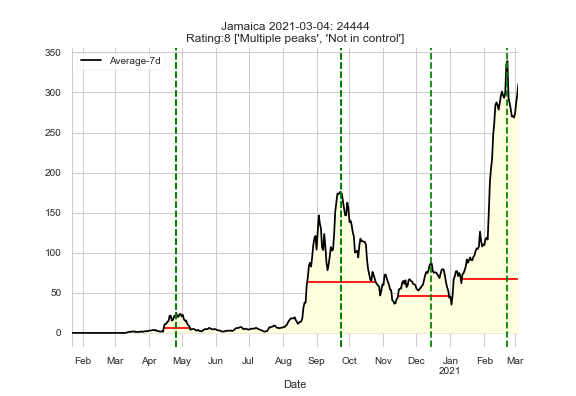 Jamaica 2021-03-04: 24444
Rating:8 ['Multiple peaks', 'Not in control']
Average-7d
350
300
250
200
150
100
50
0
Feb Mar Apr May Jun Jul Aug Sep Oct Nov Dec Jan Feb Mar
2021
Date